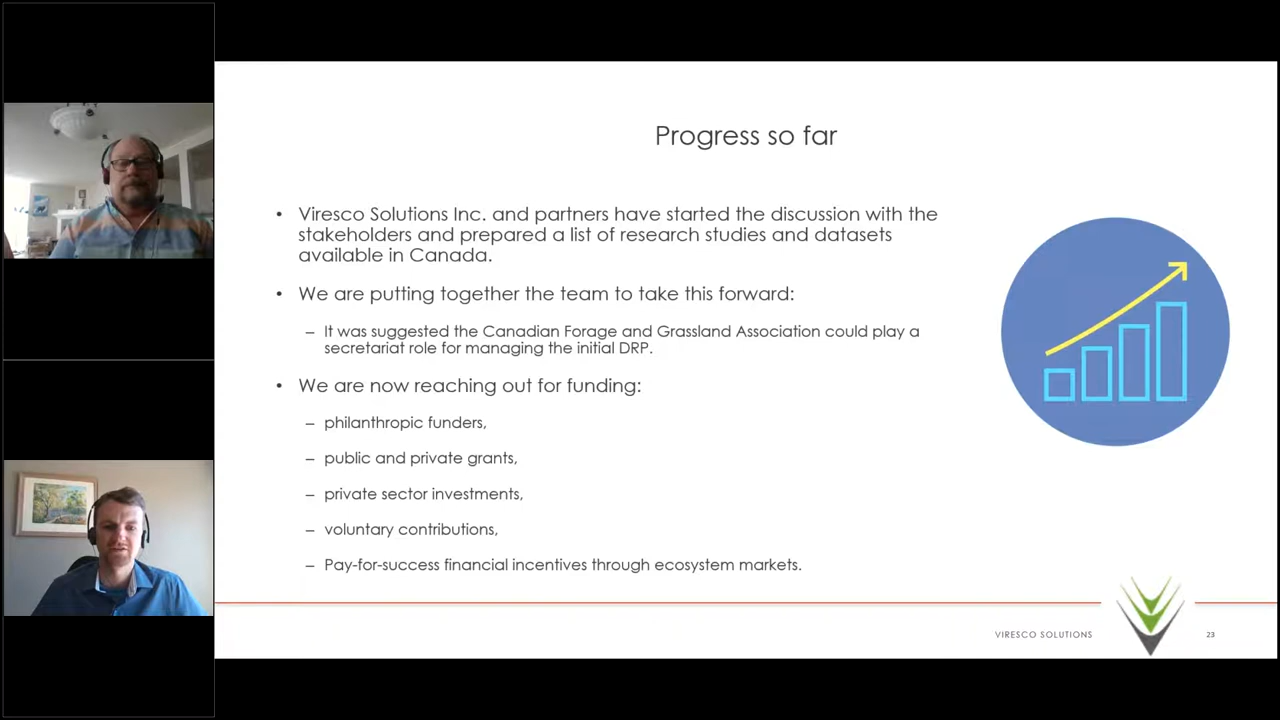 Progress so far
• Viresco Solutions Inc. and partners have started the discussion with the
stakeholders and prepared a list of research studies and datasets
available in Canada.
• We are putting together the team to take this forward:
– It was suggested the Canadian Forage and Grassland Association could play a
secretariat role for managing the initial DRP.
• We are now reaching out for funding:
– philanthropic funders,
– public and private grants,
– private sector investments,
– voluntary contributions,
– Pay-for-success financial incentives through ecosystem markets.
VIRESCO SOLUTIONS
23